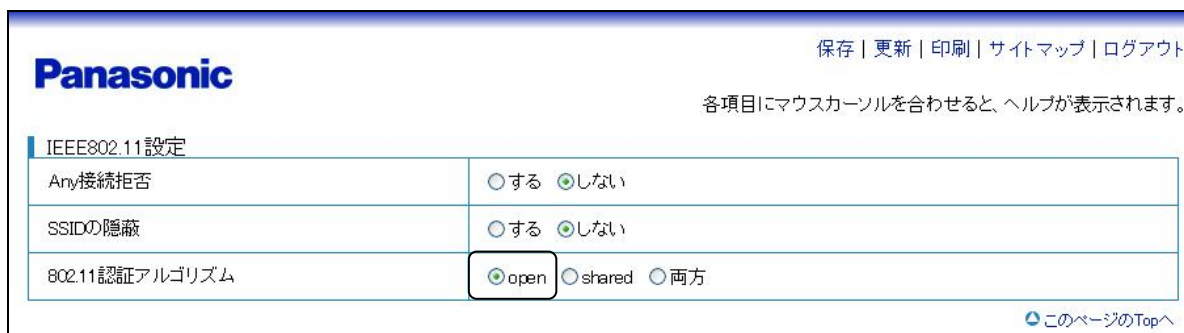 保存 | 更新 | 印刷 | サイトマップ | ログアウト
Panasonic
各項目にマウスカーソルを合わせると、ヘルプが表示されます。
IEEE802.11設定
Any接続拒否 する しない
SSIDの隠蔽 する しない
802.11認証アルゴリズム open shared 両方
このページのTopへ